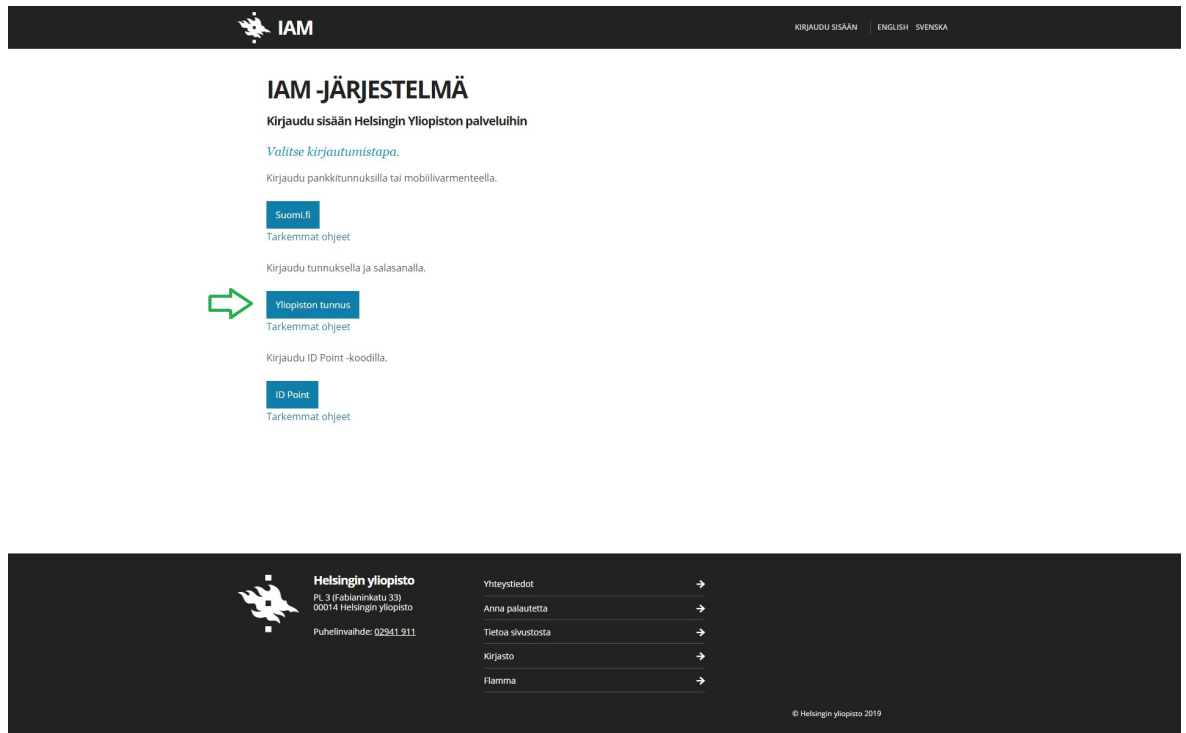 IAM
KIRJAUDU SISÄÄN
ENGLISH SVENSKA
IAM -JÄRJESTELMÄ
Kirjaudu sisään Helsingin Yliopiston palveluihin
Valitse kirjautumistapa.
Kirjaudu pankkitunnuksilla tai mobiilivarmenteella.
Suomi.fi
Tarkemmat ohjeet
Kirjaudu tunnuksella ja salasanalla.
Yliopiston tunnus
Tarkemmat ohjeet
Kirjaudu ID Point -koodilla.
ID Point
Tarkemmat ohjeet
Helsingin yliopisto
PL 3 (Fabianinkatu 33)
00014 Helsingin yliopisto
Puhelinvaihde: 02941 911
Yhteystiedot
Anna palautetta
Tietoa sivustosta
Kirjasto
Flamma
© Helsingin yliopisto 2019